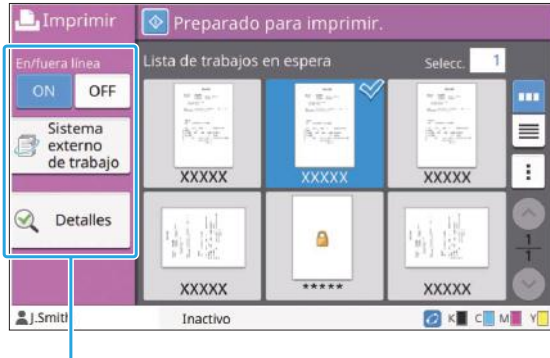 Imprimir
Preparado para imprimir.
En/fuera línea
ON OFF
Sistema
externo
de trabajo
Detalles
Lista de trabajos en espera
Selecc. 1
XXXXX XXXXX XXXXX
XXXXX ***** XXXXX
1
1
J.Smith
Inactivo
K C M Y